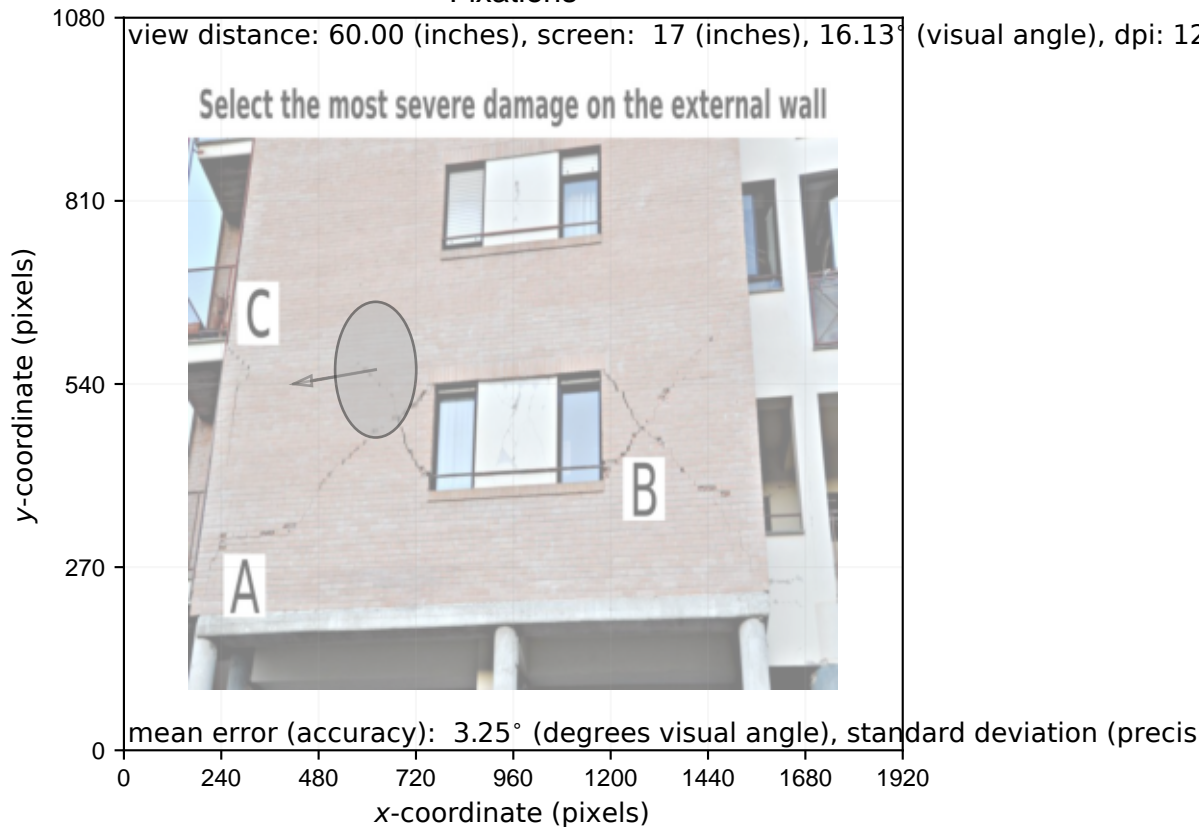 1080
view distance: 60.00 (inches), screen:  17 (inches), 16.13° (visual angle), dpi: 12
Select the most severe damage on the external wall
810
C
540
B
270
A
mean error (accuracy):  3.25° (degrees visual angle), standard deviation (precis
0
0 240 480 720 960 1200 1440 1680 1920
x-coordinate (pixels)
y-coordinate (pixels)